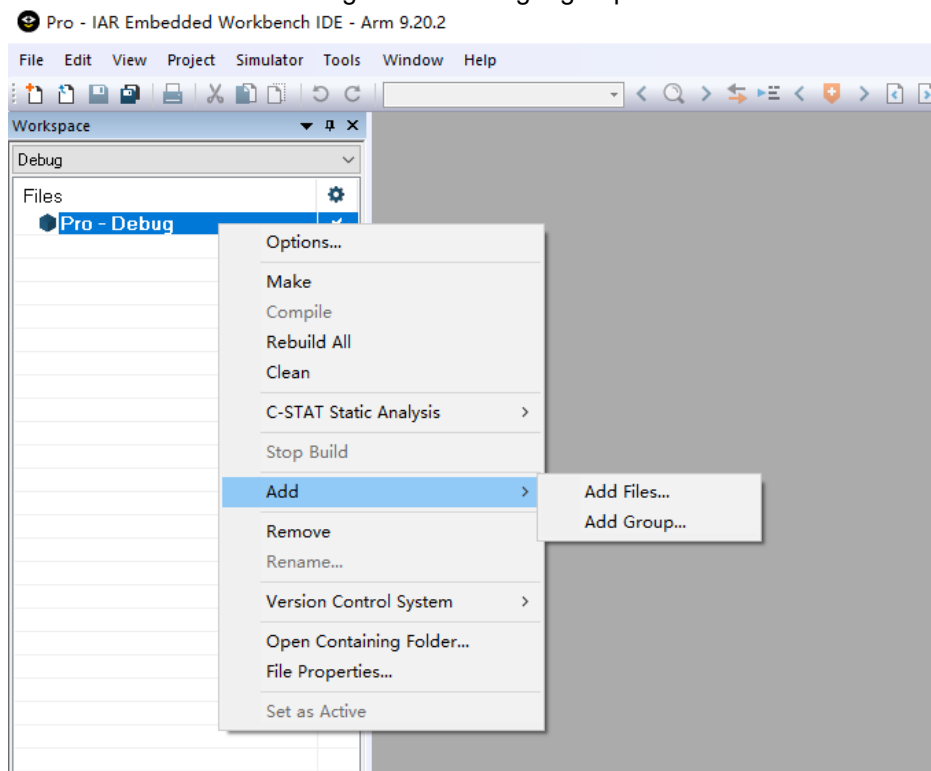 Pro - IAR Embedded Workbench IDE - Arm 9.20.2
File Edit View Project Simulator Tools Window Help
Workspace
Debug
Files
Pro - Debug
Options...
Make
Compile
Rebuild All
Clean
C-STAT Static Analysis
Stop Build
Add
Add Files...
Add Group...
Remove
Rename...
Version Control System
Open Containing Folder...
File Properties...
Set as Active